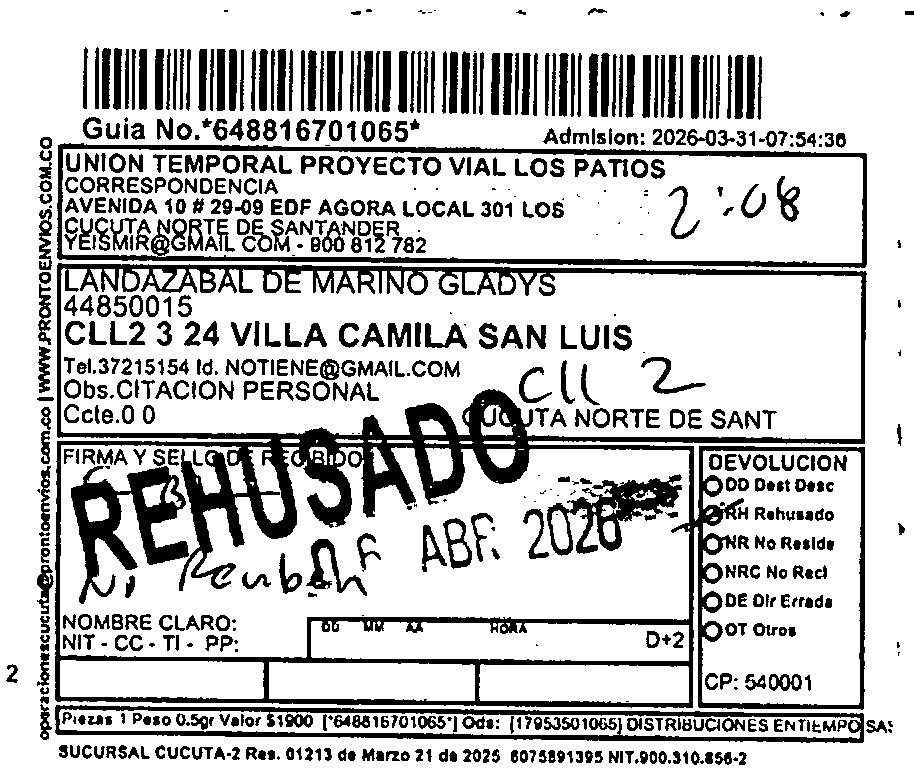 Guia No.*648816701065*
Admision: 2026-03-31-07:54:36
UNION TEMPORAL PROYECTO VIAL LOS PATIOS
CORRESPONDENCIA
AVENIDA 10 # 29-09 EDF AGORA LOCAL 301 LOS
CUCUTA NORTE DE SANTANDER
YEISMIR@GMAIL COM - 900 812 782
2:08
LANDAZABAL DE MARINO GLADYS
44850015
CLL2 3 24 VILLA CAMILA SAN LUIS
Tel.37215154 Id. NOTIENE@GMAIL.COM
Obs.CITACION PERSONAL
Cll 2
Ccte.0 0
CUCUTA NORTE DE SANT
FIRMA Y SELLO DE RECIBIDO
REHUSADO
ABR. 2026
NOMBRE CLARO:
NIT - CC - TI - PP:
DD MM AA HORA
D+2
DEVOLUCION
DD Dest Desc
RH Rehusado
NR No Reside
NRC No Recl
DE Dir Errada
OT Otros
CP: 540001
Piezas 1 Peso 0.5gr Valor $1900 [*648816701065*] Ods: (17953501065) DISTRIBUCIONES ENTIEMPO SAS
SUCURSAL CUCUTA-2 Res. 01213 de Marzo 21 de 2025 6075891395 NIT.900.310.856-2
operacionescucuta@prontoenvios.com.co | WWW.PRONTOENVIOS.COM.CO
2